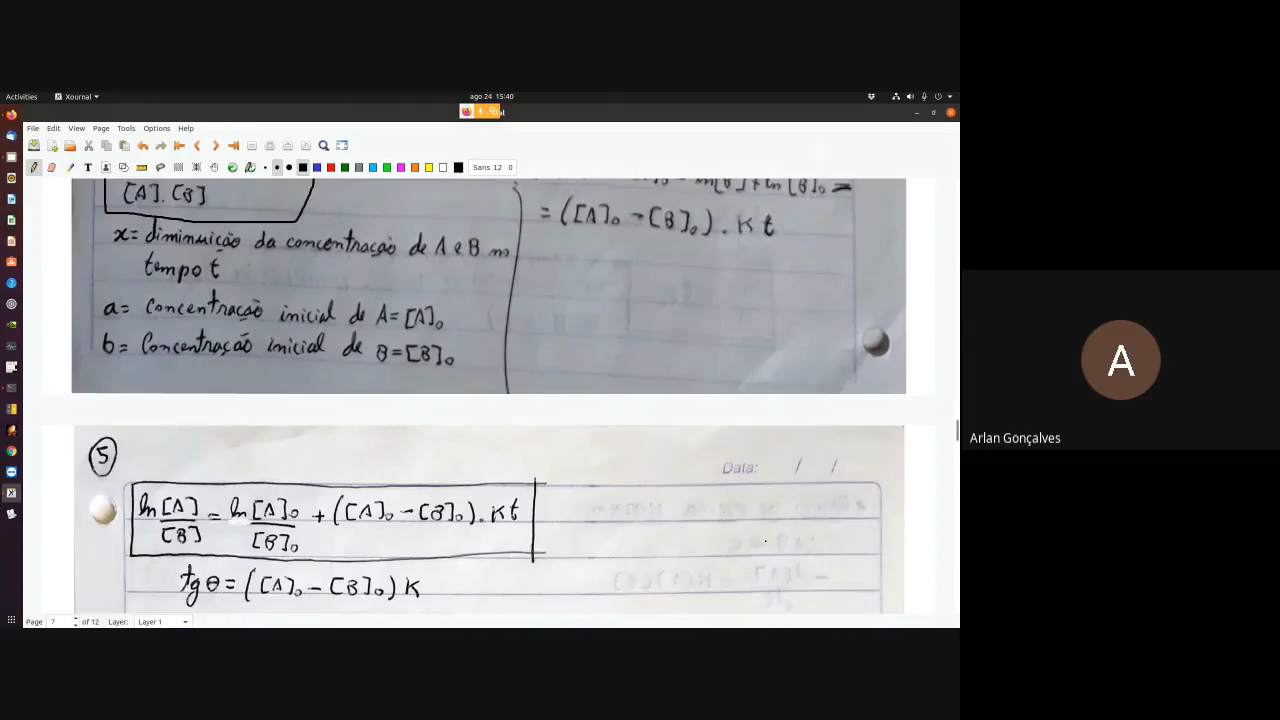 Activities Xournal ago 24 15:40
File Edit View Page Tools Options Help
Sans 12
[A].[B]
x = diminuição da concentração de A e B no
tempo t
a = Concentração inicial de A = [A]₀
b = Concentração inicial de B = [B]₀
= ([A]₀ - [B]₀).Kt
Arlan Gonçalves
A
5
Data: / /
ln [A]/[B] = ln [A]₀/[B]₀ + ([A]₀ - [B]₀).Kt
tg θ = ([A]₀ - [B]₀) K
Page 7 of 12 Layer: Layer 1